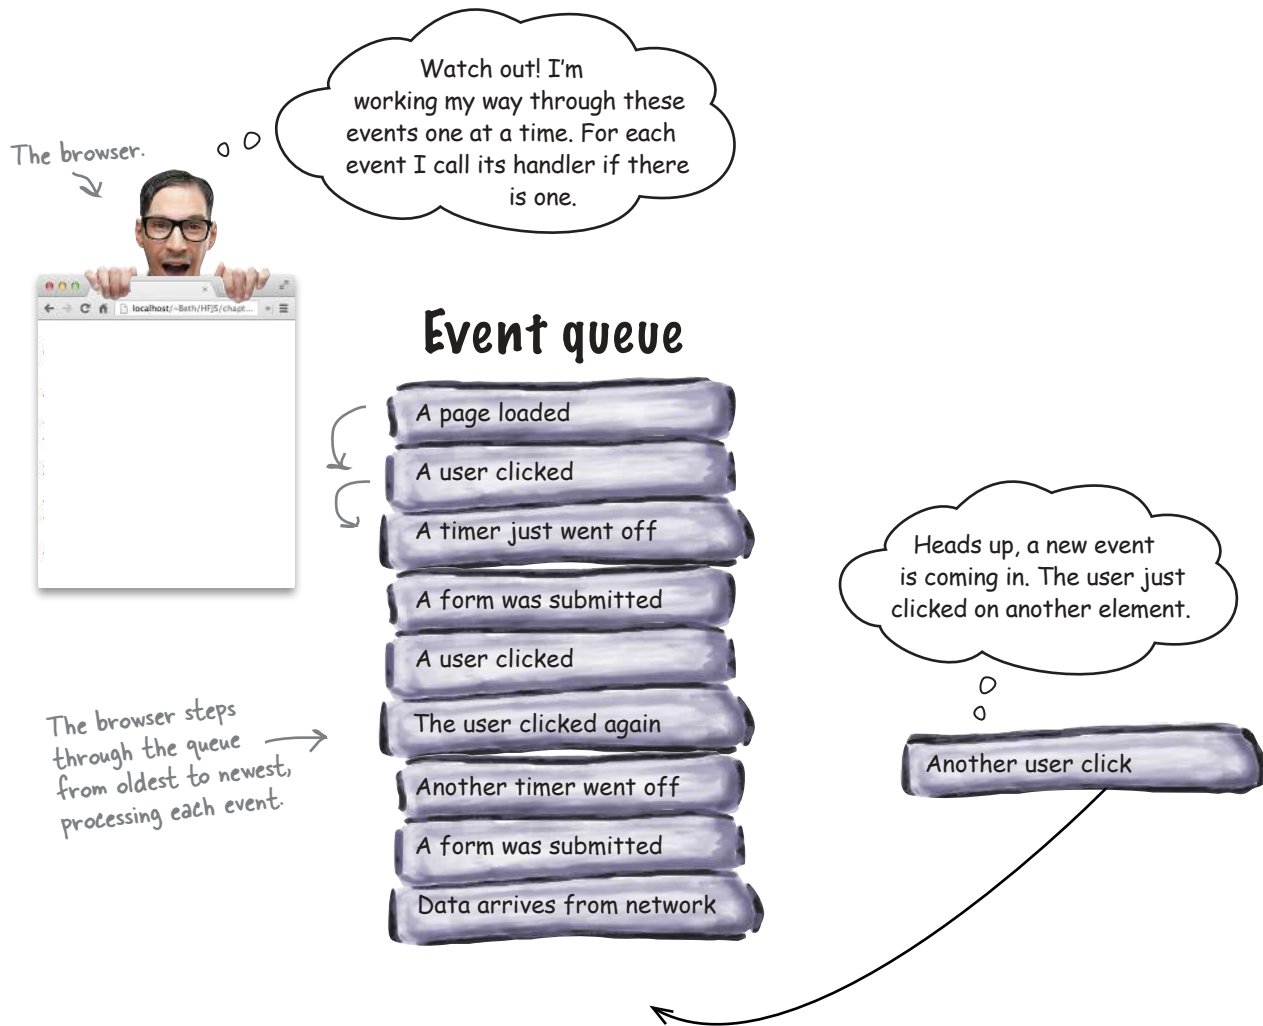 Watch out! I'm
working my way through these
events one at a time. For each
event I call its handler if there
is one.
The browser.
localhost/~Beth/HFJS/chapt...
Event queue
A page loaded
A user clicked
A timer just went off
A form was submitted
A user clicked
The user clicked again
Another timer went off
A form was submitted
Data arrives from network
The browser steps
through the queue
from oldest to newest,
processing each event.
Heads up, a new event
is coming in. The user just
clicked on another element.
Another user click